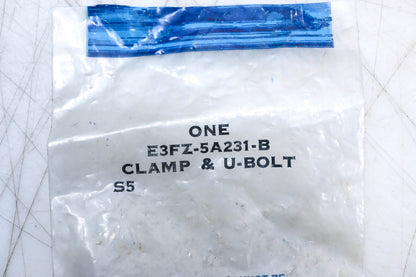 ONE
E3FZ-5A231-B
CLAMP & U-BOLT
S5